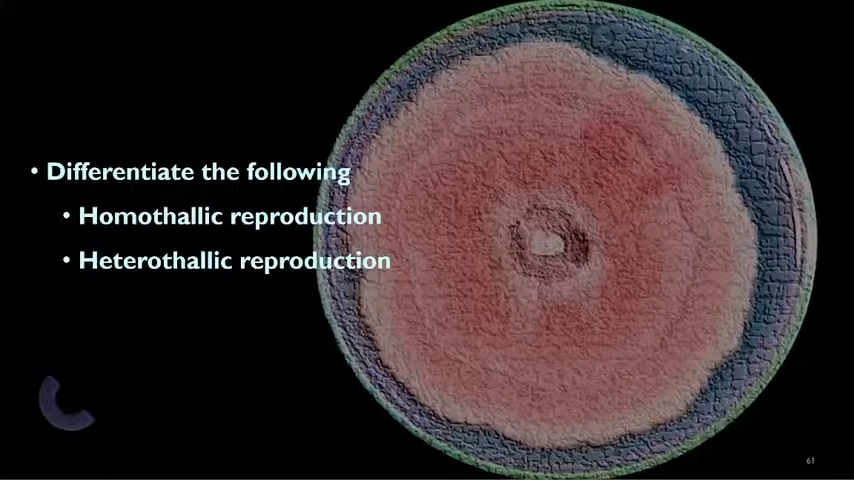 • Differentiate the following
• Homothallic reproduction
• Heterothallic reproduction
61